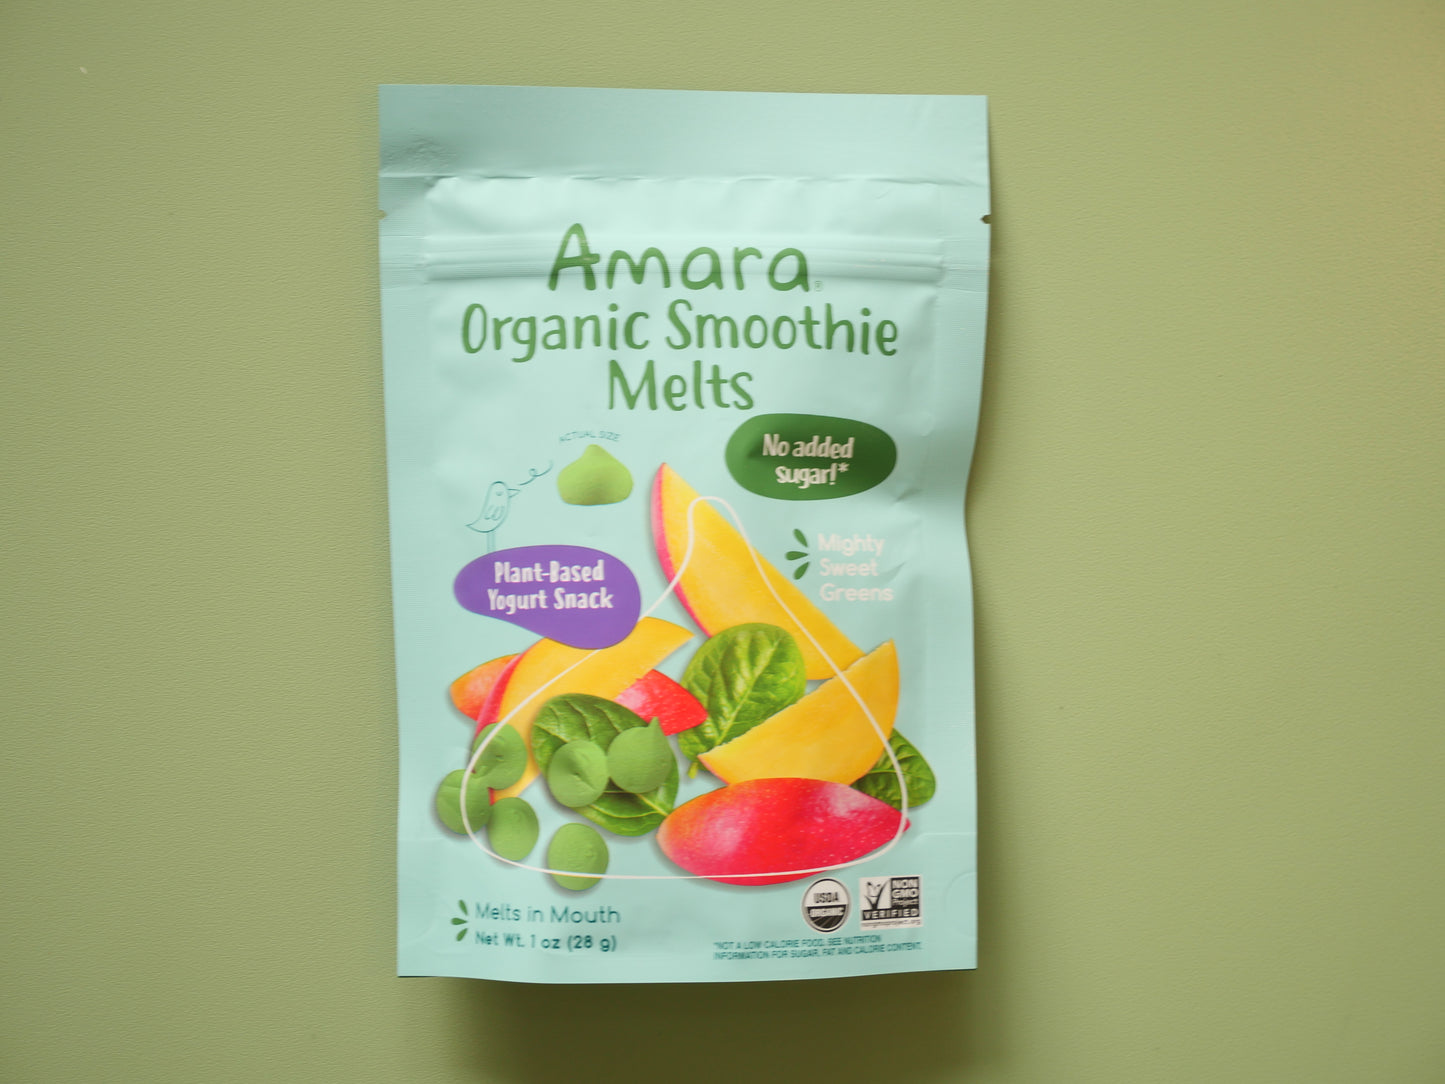 Amara®
Organic Smoothie
Melts
ACTUAL SIZE
No added
sugar!*
Mighty
Sweet
Greens
Plant-Based
Yogurt Snack
Melts in Mouth
Net Wt. 1 oz (28 g)
USDA
ORGANIC
NON
GMO
Project
VERIFIED
nongmoproject.org
*NOT A LOW CALORIE FOOD, SEE NUTRITION
INFORMATION FOR SUGAR, FAT AND CALORIE CONTENT.